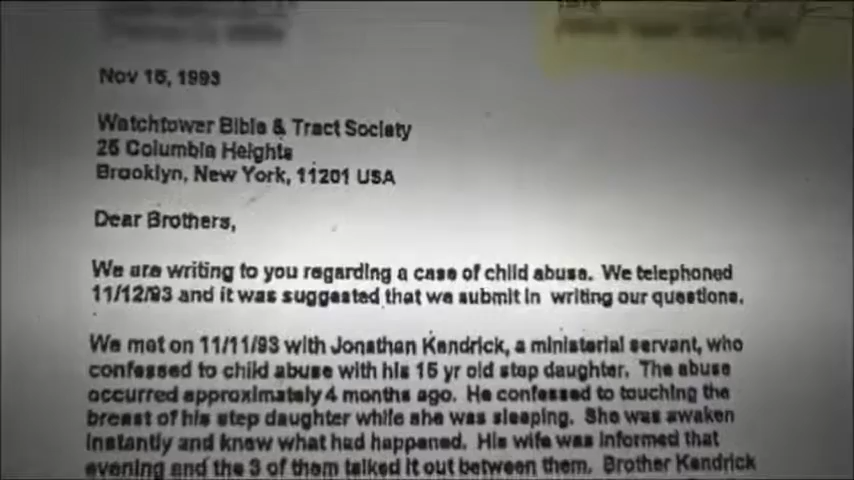 Nov 15, 1993
Watchtower Bible & Tract Society
25 Columbia Heights
Brooklyn, New York, 11201 USA
Dear Brothers,
We are writing to you regarding a case of child abuse. We telephoned
11/12/93 and it was suggested that we submit in writing our questions.
We met on 11/11/93 with Jonathan Kendrick, a ministerial servant, who
confessed to child abuse with his 15 yr old step daughter. The abuse
occurred approximately 4 months ago. He confessed to touching the
breast of his step daughter while she was sleeping. She was awaken
instantly and knew what had happened. His wife was informed that
evening and the 3 of them talked it out between them. Brother Kendrick